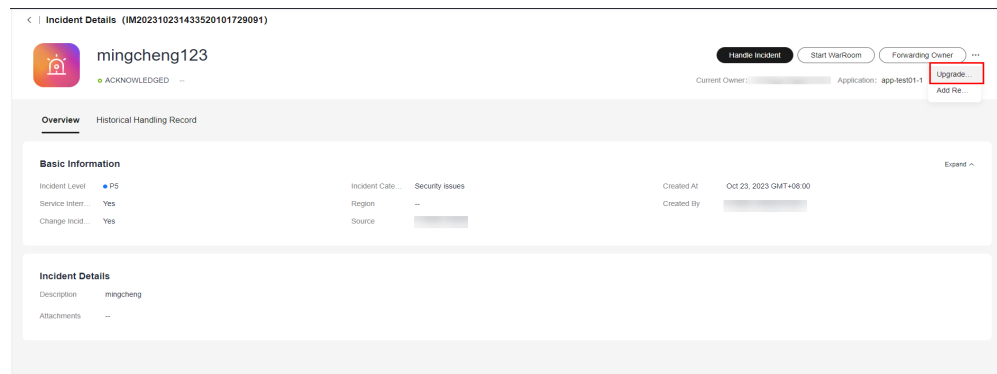 < | Incident Details (IM202310231433520101729091)
mingcheng123
Handle Incident Start WarRoom Forwarding Owner ...
ACKNOWLEDGED --
Current Owner: Application: app-test01-1
Upgrade...
Add Re...
Overview Historical Handling Record
Basic Information Expand
Incident Level P5 Incident Cate... Security issues Created At Oct 23, 2023 GMT+08:00
Service Interr... Yes Region -- Created By
Change Incid... Yes Source
Incident Details
Description mingcheng
Attachments --